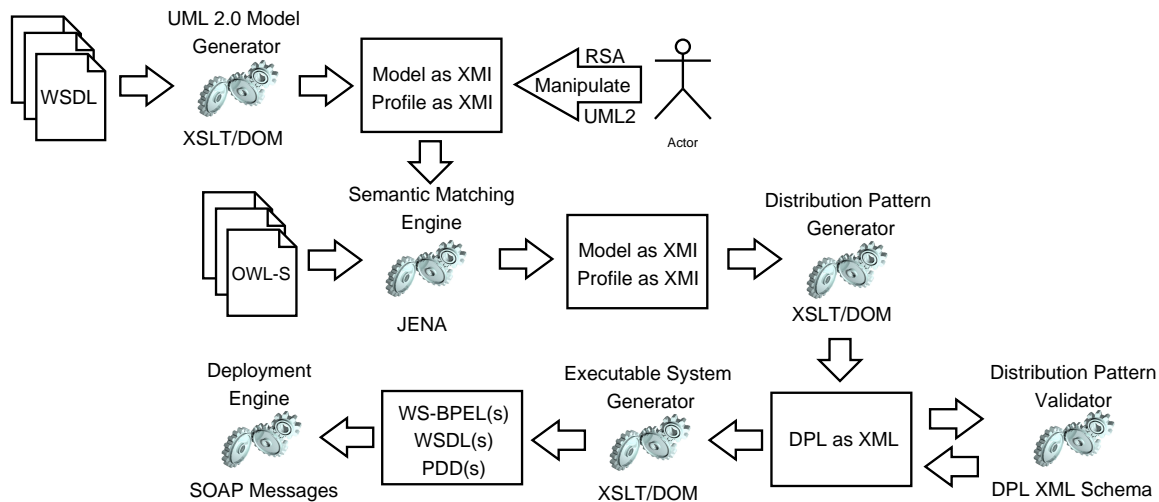 UML 2.0 Model
Generator
WSDL
XSLT/DOM
Model as XMI
Profile as XMI
RSA
Manipulate
UML2
Actor
Semantic Matching
Engine
OWL-S
JENA
Model as XMI
Profile as XMI
Distribution Pattern
Generator
XSLT/DOM
Deployment
Engine
SOAP Messages
WS-BPEL(s)
WSDL(s)
PDD(s)
Executable System
Generator
XSLT/DOM
DPL as XML
Distribution Pattern
Validator
DPL XML Schema